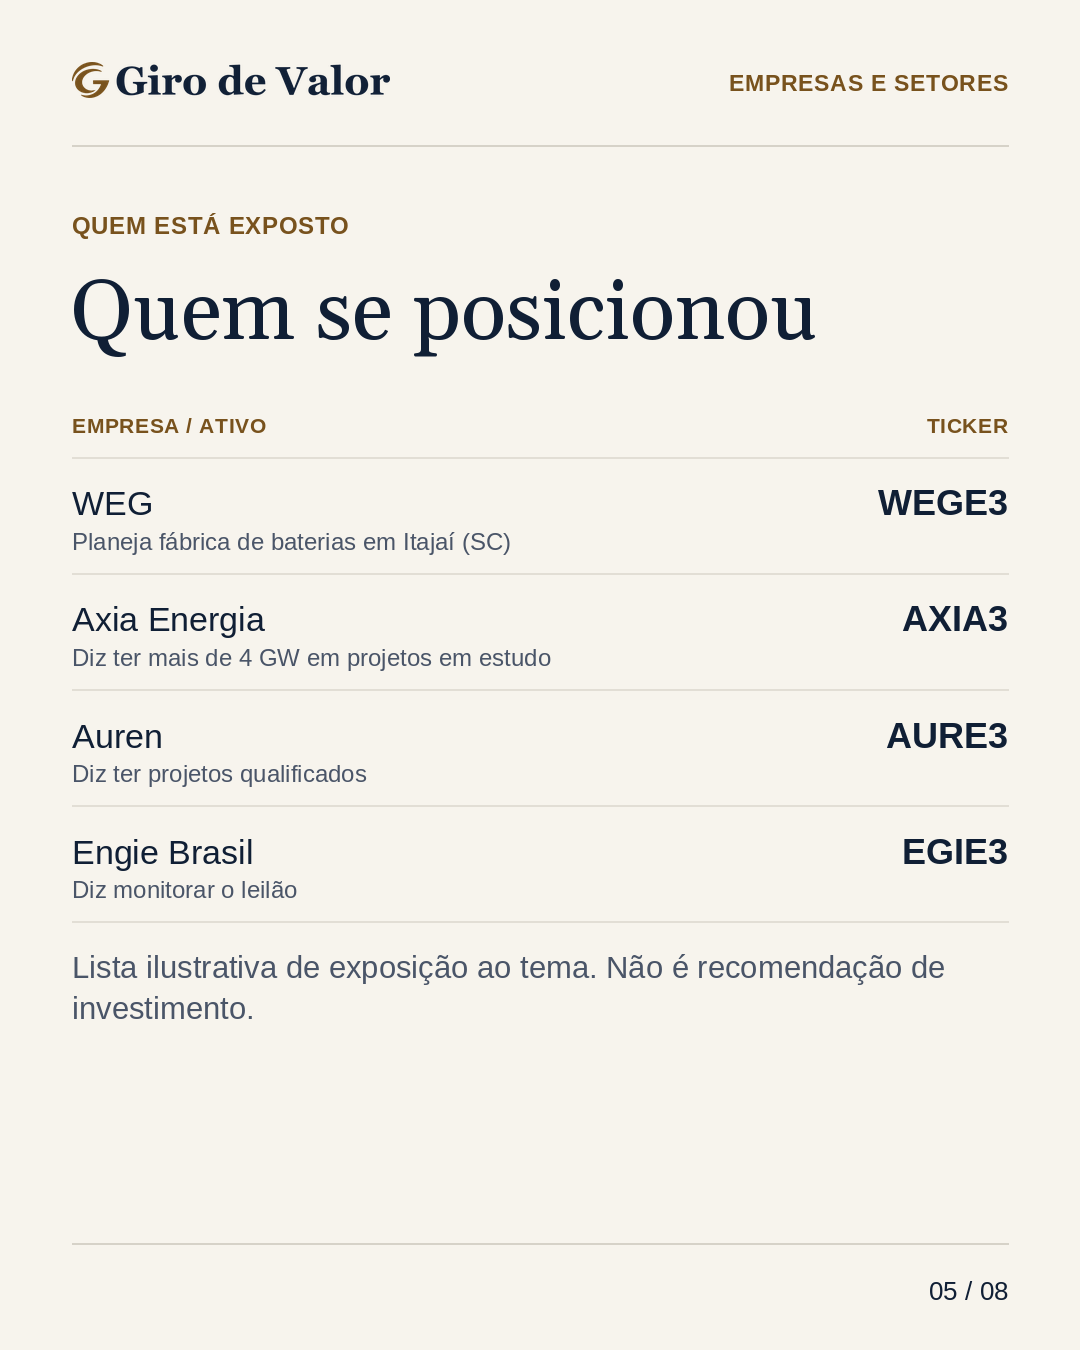 Giro de Valor
EMPRESAS E SETORES
QUEM ESTÁ EXPOSTO
Quem se posicionou
EMPRESA / ATIVO TICKER
WEG WEGE3
Planeja fábrica de baterias em Itajaí (SC)
Axia Energia AXIA3
Diz ter mais de 4 GW em projetos em estudo
Auren AURE3
Diz ter projetos qualificados
Engie Brasil EGIE3
Diz monitorar o leilão
Lista ilustrativa de exposição ao tema. Não é recomendação de
investimento.
05 / 08